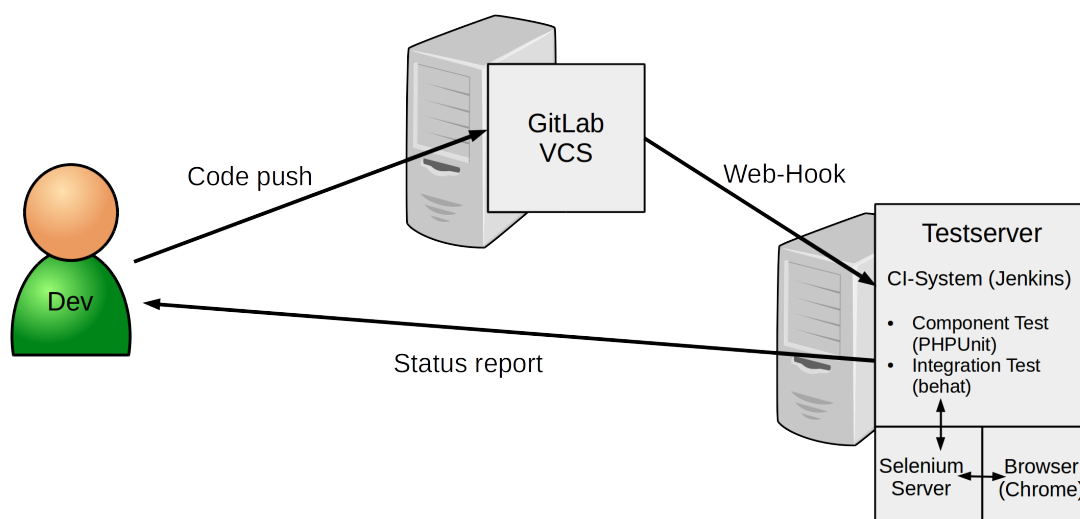 GitLab
VCS
Code push
Web-Hook
Dev
Testserver
CI-System (Jenkins)
• Component Test
(PHPUnit)
• Integration Test
(behat)
Status report
Selenium
Server
Browser
(Chrome)